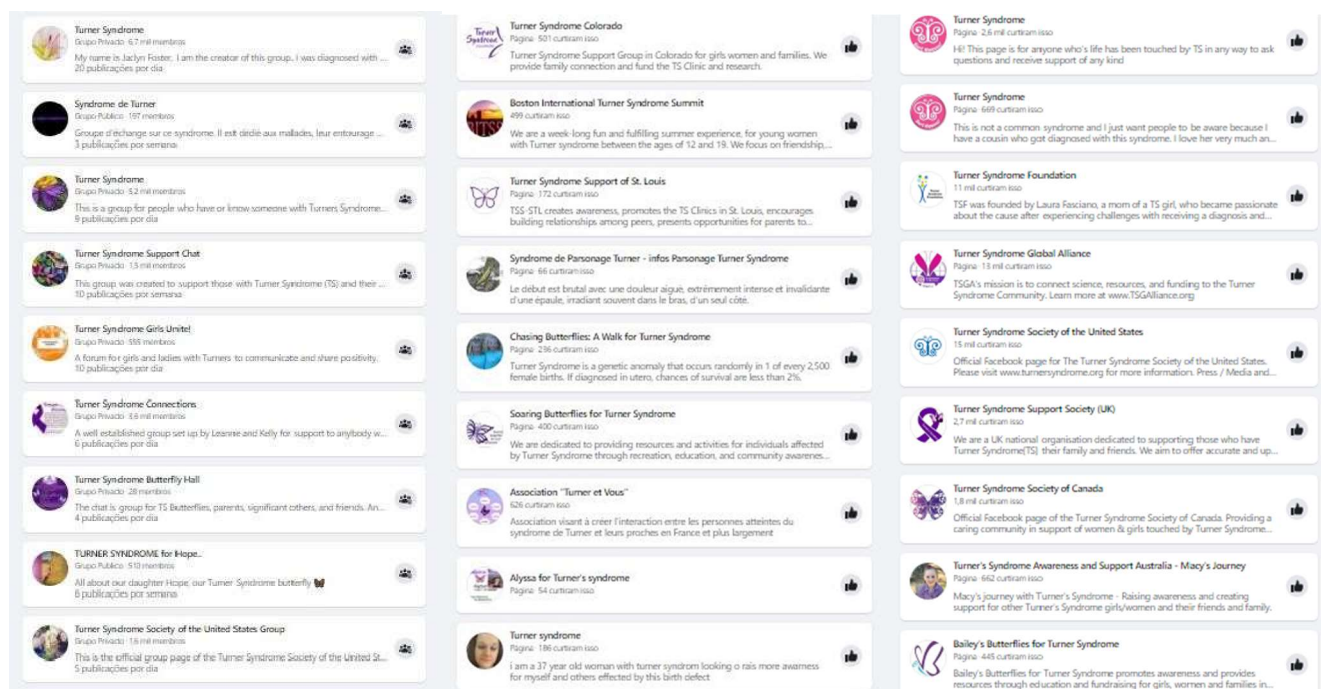 Turner Syndrome
Grupo Privado · 6,7 mil membros
My name is Jaclyn Foster, I am the creator of this group. I was diagnosed with ...
20 publicações por dia
Syndrome de Turner
Grupo Público · 197 membros
Groupe d'échange sur ce syndrome. Il est dédié aux malades, leur entourage ...
3 publicações por semana
Turner Syndrome
Grupo Privado · 5,2 mil membros
This is a group for people who have or know someone with Turners Syndrome...
9 publicações por dia
Turner Syndrome Support Chat
Grupo Privado · 1,5 mil membros
This group was created to support those with Turner Syndrome (TS) and their ...
10 publicações por semana
Turner Syndrome Girls Unite!
Grupo Privado · 555 membros
A forum for girls and ladies with Turners to communicate and share positivity.
10 publicações por dia
Turner Syndrome Connections
Grupo Privado · 3,6 mil membros
A well established group set up by Leannie and Kelly for support to anybody w...
6 publicações por dia
Turner Syndrome Butterfly Hall
Grupo Privado · 28 membros
The chat is group for TS Butterflies, parents, significant others, and friends. An...
4 publicações por dia
TURNER SYNDROME for Hope..
Grupo Público · 510 membros
All about our daughter Hope, our Turner Syndrome butterfly 🦋
6 publicações por semana
Turner Syndrome Society of the United States Group
Grupo Privado · 1,6 mil membros
This is the official group page of the Turner Syndrome Society of the United St...
5 publicações por dia
Turner Syndrome Colorado
Página · 501 curtiram isso
Turner Syndrome Support Group in Colorado for girls women and families. We
provide family connection and fund the TS Clinic and research.
Boston International Turner Syndrome Summit
499 curtiram isso
We are a week-long fun and fulfilling summer experience, for young women
with Turner syndrome between the ages of 12 and 19. We focus on friendship,...
Turner Syndrome Support of St. Louis
Página · 172 curtiram isso
TSS-STL creates awareness, promotes the TS Clinics in St. Louis, encourages
building relationships among peers, presents opportunities for parents to...
Syndrome de Parsonage Turner - infos Parsonage Turner Syndrome
Página · 66 curtiram isso
Le début est brutal avec une douleur aiguë, extrêmement intense et invalidante
d'une épaule, irradiant souvent dans le bras, d'un seul côté.
Chasing Butterflies: A Walk for Turner Syndrome
Página · 236 curtiram isso
Turner Syndrome is a genetic anomaly that occurs randomly in 1 of every 2,500
female births. If diagnosed in utero, chances of survival are less than 2%.
Soaring Butterflies for Turner Syndrome
Página · 400 curtiram isso
We are dedicated to providing resources and activities for individuals affected
by Turner Syndrome through recreation, education, and community awarenes...
Association "Turner et Vous"
626 curtiram isso
Association visant à créer l'interaction entre les personnes atteintes du
syndrome de Turner et leurs proches en France et plus largement
Alyssa for Turner's syndrome
Página · 54 curtiram isso
Turner syndrome
Página · 186 curtiram isso
i am a 37 year old woman with turner syndrom looking o rais more awarness
for myself and others effected by this birth defect
Turner Syndrome
Página · 2,6 mil curtiram isso
Hi! This page is for anyone who's life has been touched by TS in any way to ask
questions and receive support of any kind
Turner Syndrome
Página · 669 curtiram isso
This is not a common syndrome and I just want people to be aware because I
have a cousin who got diagnosed with this syndrome. I love her very much an...
Turner Syndrome Foundation
11 mil curtiram isso
TSF was founded by Laura Fasciano, a mom of a TS girl, who became passionate
about the cause after experiencing challenges with receiving a diagnosis and...
Turner Syndrome Global Alliance
Página · 13 mil curtiram isso
TSGA's mission is to connect science, resources, and funding to the Turner
Syndrome Community. Learn more at www.TSGAlliance.org
Turner Syndrome Society of the United States
15 mil curtiram isso
Official Facebook page for The Turner Syndrome Society of the United States.
Please visit www.turnersyndrome.org for more information. Press / Media and...
Turner Syndrome Support Society (UK)
2,7 mil curtiram isso
We are a UK national organisation dedicated to supporting those who have
Turner Syndrome(TS) their family and friends. We aim to offer accurate and up...
Turner Syndrome Society of Canada
1,8 mil curtiram isso
Official Facebook page of the Turner Syndrome Society of Canada. Providing a
caring community in support of women & girls touched by Turner Syndrome...
Turner's Syndrome Awareness and Support Australia - Macy's Journey
Página · 662 curtiram isso
Macy's journey with Turner's Syndrome - Raising awareness and creating
support for other Turner's Syndrome girls/women and their friends and family.
Bailey's Butterflies for Turner Syndrome
Página · 445 curtiram isso
Bailey's Butterflies for Turner Syndrome promotes awareness and provides
resources through education and fundraising for girls, women and families in...